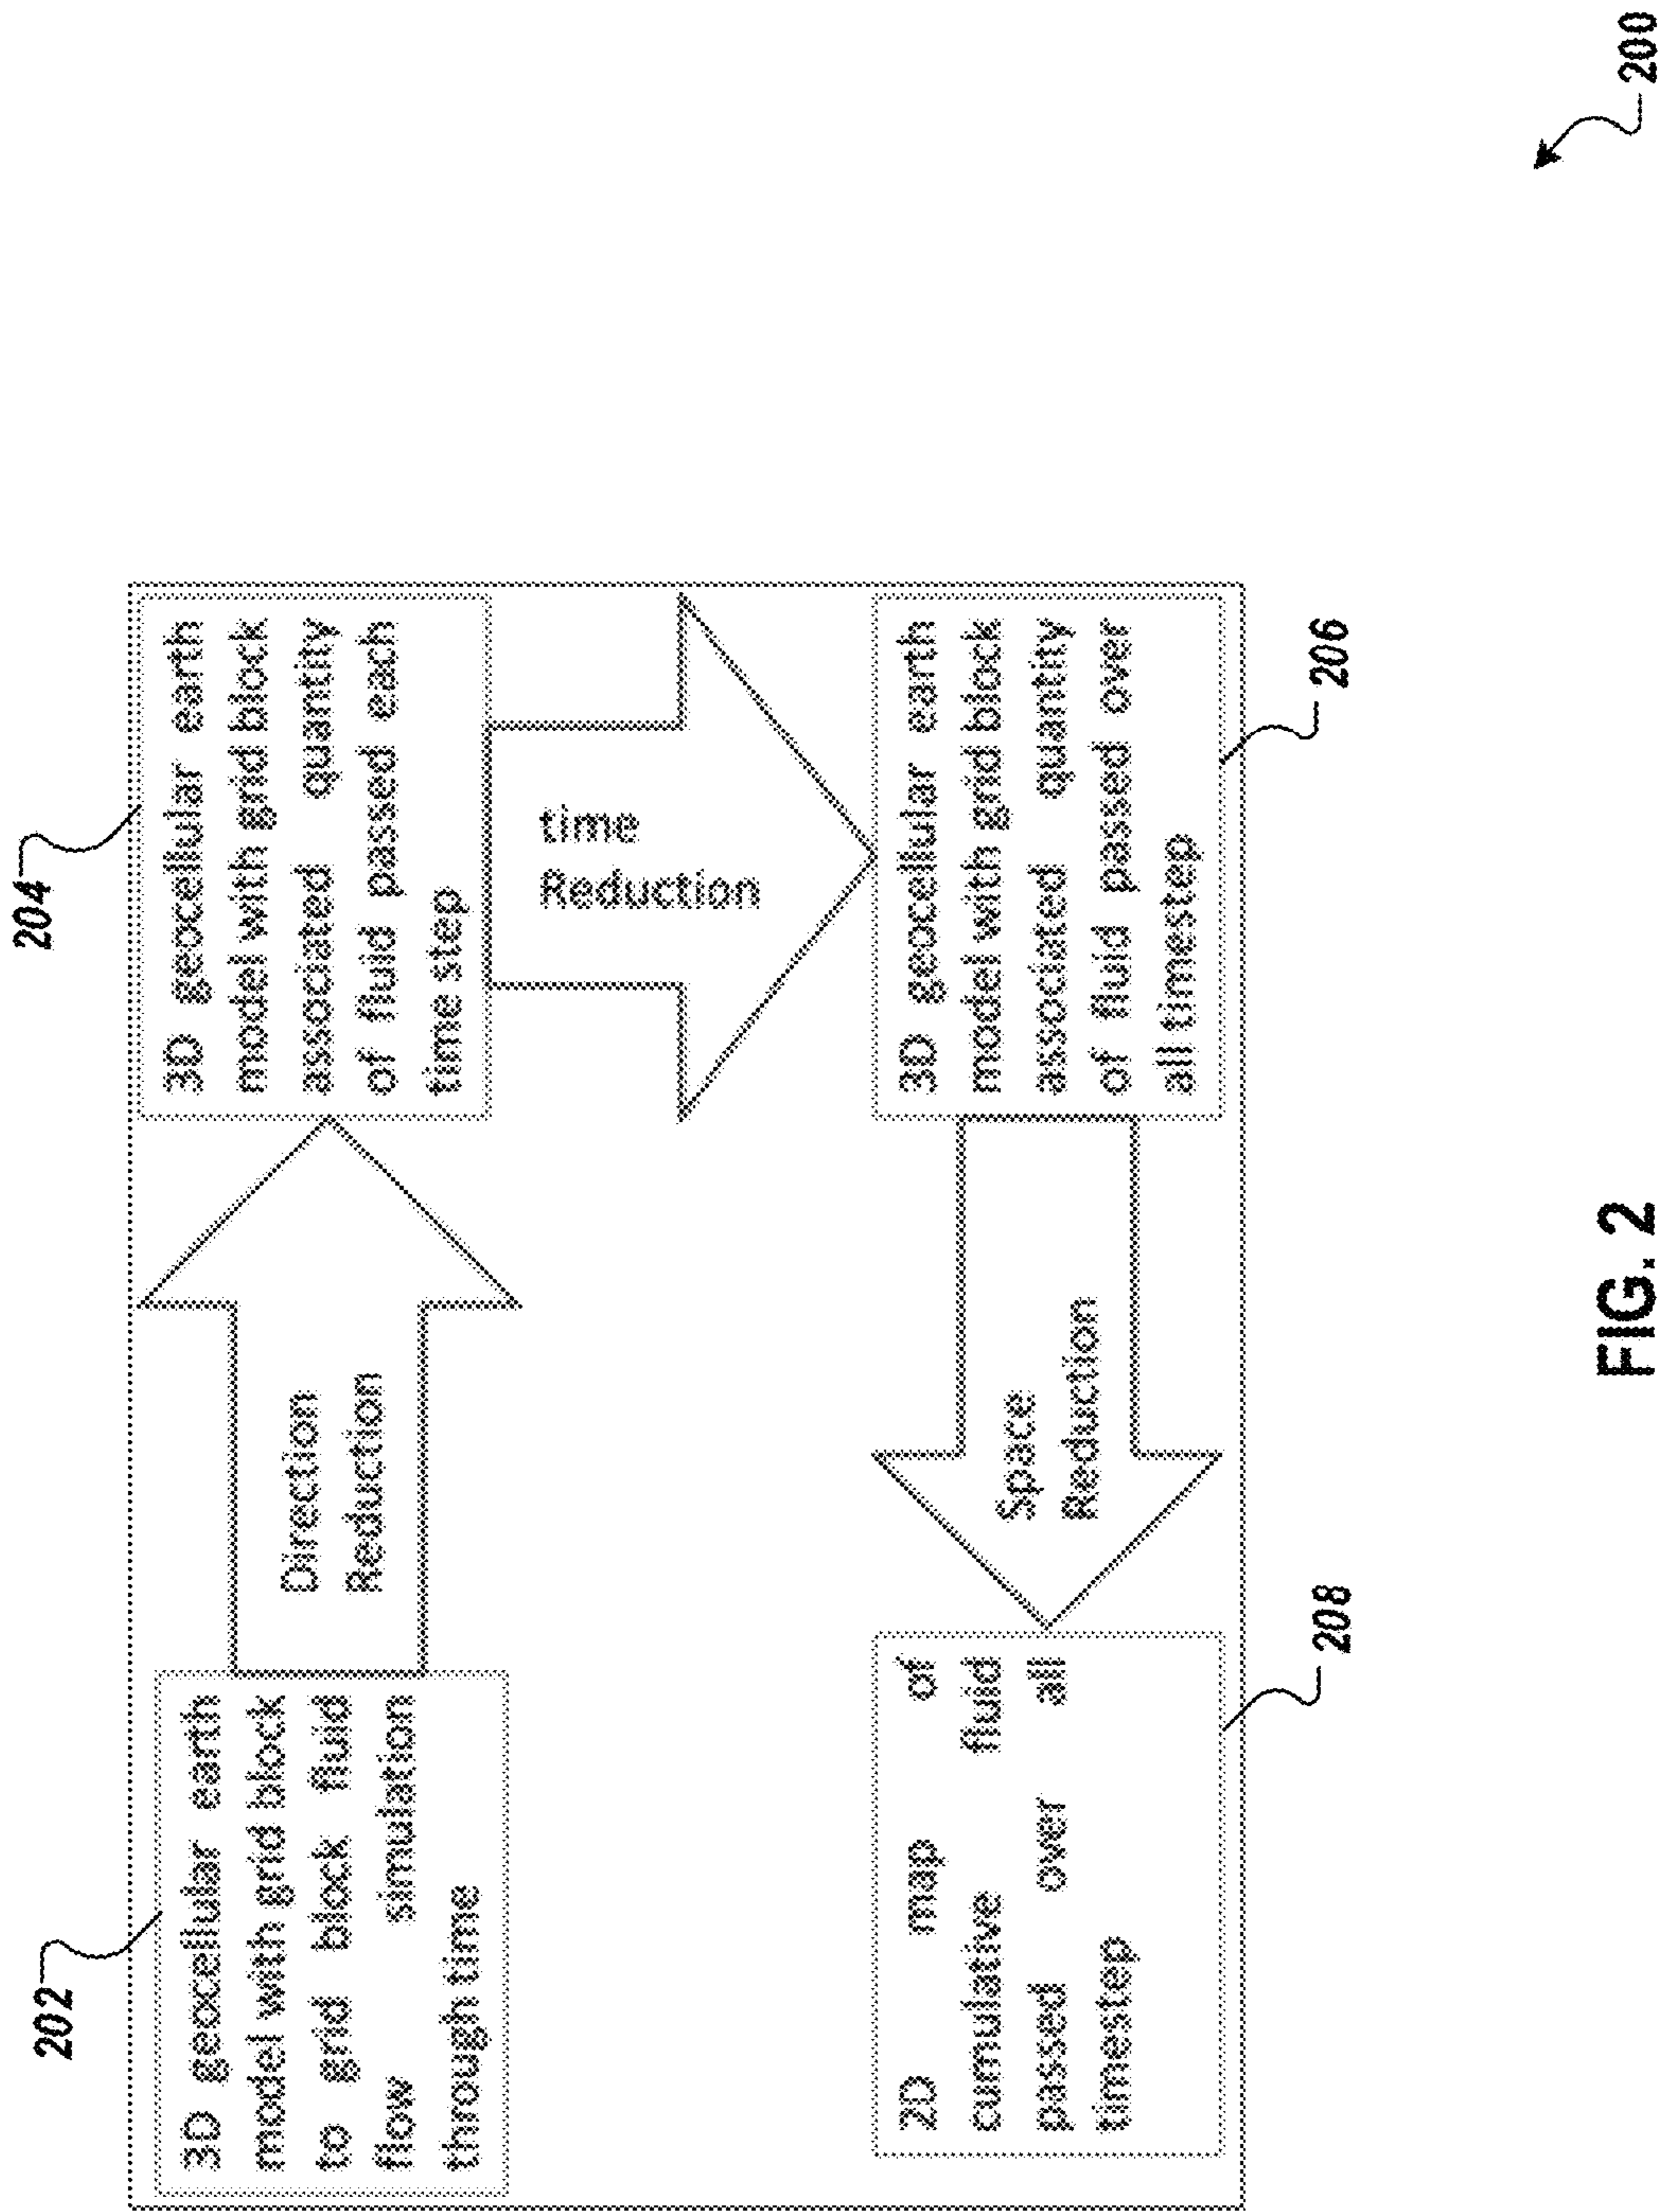 202
3D geocellular earth
model with grid block
to grid block fluid
flow simulation
through time
Direction
Reduction
204
3D geocellular earth
model with grid block
associated quantity
of fluid passed each
time step
time
Reduction
3D geocellular earth
model with grid block
associated quantity
of fluid passed over
all timestep
206
Space
Reduction
2D map of
cumulative fluid
passed over all
timestep
208
FIG. 2
200